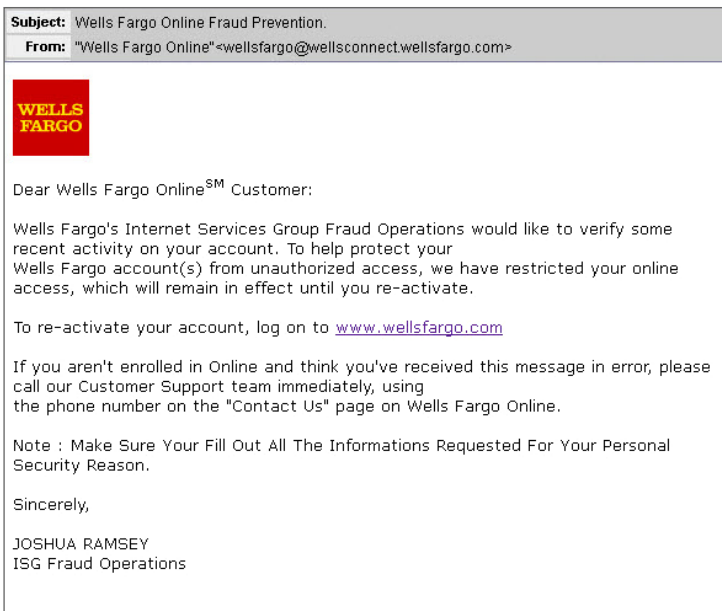 Subject: Wells Fargo Online Fraud Prevention.
From: "Wells Fargo Online"<wellsfargo@wellsconnect.wellsfargo.com>
WELLS
FARGO
Dear Wells Fargo Online℠ Customer:
Wells Fargo's Internet Services Group Fraud Operations would like to verify some
recent activity on your account. To help protect your
Wells Fargo account(s) from unauthorized access, we have restricted your online
access, which will remain in effect until you re-activate.
To re-activate your account, log on to www.wellsfargo.com
If you aren't enrolled in Online and think you've received this message in error, please
call our Customer Support team immediately, using
the phone number on the "Contact Us" page on Wells Fargo Online.
Note : Make Sure Your Fill Out All The Informations Requested For Your Personal
Security Reason.
Sincerely,
JOSHUA RAMSEY
ISG Fraud Operations